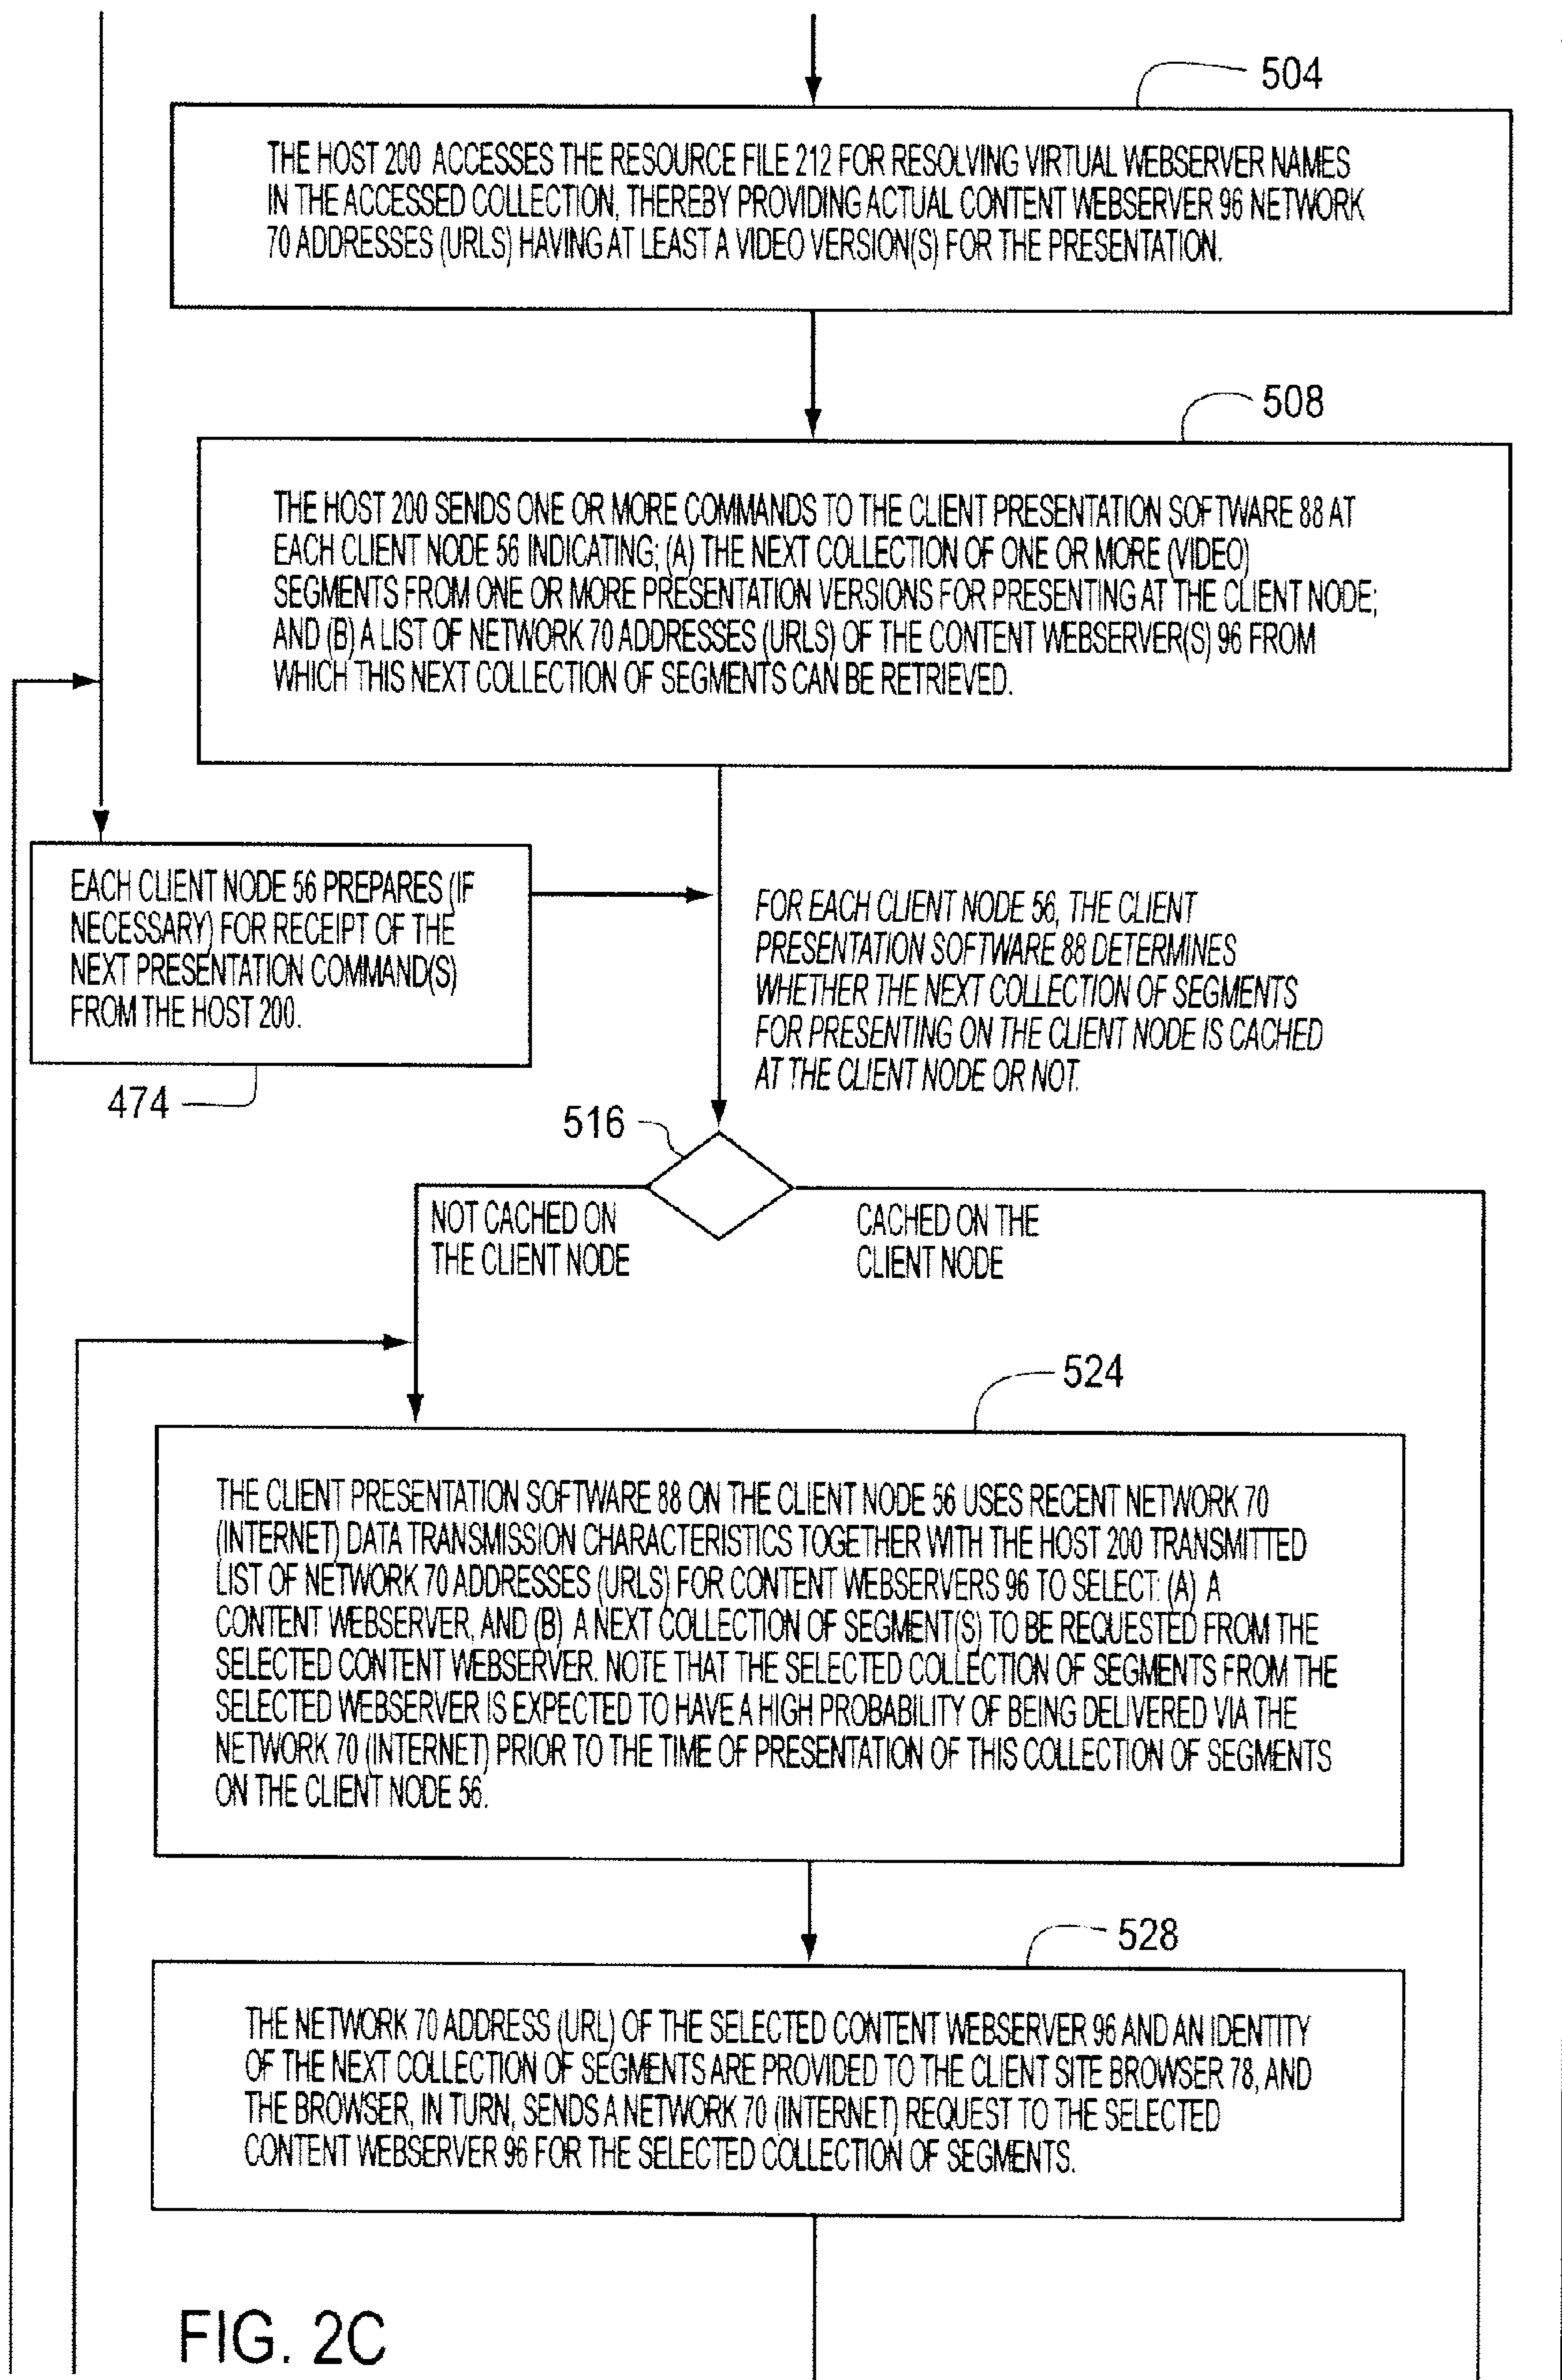 504
THE HOST 200 ACCESSES THE RESOURCE FILE 212 FOR RESOLVING VIRTUAL WEBSERVER NAMES
IN THE ACCESSED COLLECTION, THEREBY PROVIDING ACTUAL CONTENT WEBSERVER 96 NETWORK
70 ADDRESSES (URLS) HAVING AT LEAST A VIDEO VERSION(S) FOR THE PRESENTATION.
508
THE HOST 200 SENDS ONE OR MORE COMMANDS TO THE CLIENT PRESENTATION SOFTWARE 88 AT
EACH CLIENT NODE 56 INDICATING; (A) THE NEXT COLLECTION OF ONE OR MORE (VIDEO)
SEGMENTS FROM ONE OR MORE PRESENTATION VERSIONS FOR PRESENTING AT THE CLIENT NODE;
AND (B) A LIST OF NETWORK 70 ADDRESSES (URLS) OF THE CONTENT WEBSERVER(S) 96 FROM
WHICH THIS NEXT COLLECTION OF SEGMENTS CAN BE RETRIEVED.
EACH CLIENT NODE 56 PREPARES (IF
NECESSARY) FOR RECEIPT OF THE
NEXT PRESENTATION COMMAND(S)
FROM THE HOST 200.
474
FOR EACH CLIENT NODE 56, THE CLIENT
PRESENTATION SOFTWARE 88 DETERMINES
WHETHER THE NEXT COLLECTION OF SEGMENTS
FOR PRESENTING ON THE CLIENT NODE IS CACHED
AT THE CLIENT NODE OR NOT.
516
NOT CACHED ON
THE CLIENT NODE
CACHED ON THE
CLIENT NODE
524
THE CLIENT PRESENTATION SOFTWARE 88 ON THE CLIENT NODE 56 USES RECENT NETWORK 70
(INTERNET) DATA TRANSMISSION CHARACTERISTICS TOGETHER WITH THE HOST 200 TRANSMITTED
LIST OF NETWORK 70 ADDRESSES (URLS) FOR CONTENT WEBSERVERS 96 TO SELECT: (A) A
CONTENT WEBSERVER, AND (B) A NEXT COLLECTION OF SEGMENT(S) TO BE REQUESTED FROM THE
SELECTED CONTENT WEBSERVER. NOTE THAT THE SELECTED COLLECTION OF SEGMENTS FROM THE
SELECTED WEBSERVER IS EXPECTED TO HAVE A HIGH PROBABILITY OF BEING DELIVERED VIA THE
NETWORK 70 (INTERNET) PRIOR TO THE TIME OF PRESENTATION OF THIS COLLECTION OF SEGMENTS
ON THE CLIENT NODE 56.
528
THE NETWORK 70 ADDRESS (URL) OF THE SELECTED CONTENT WEBSERVER 96 AND AN IDENTITY
OF THE NEXT COLLECTION OF SEGMENTS ARE PROVIDED TO THE CLIENT SITE BROWSER 78, AND
THE BROWSER, IN TURN, SENDS A NETWORK 70 (INTERNET) REQUEST TO THE SELECTED
CONTENT WEBSERVER 96 FOR THE SELECTED COLLECTION OF SEGMENTS.
FIG. 2C